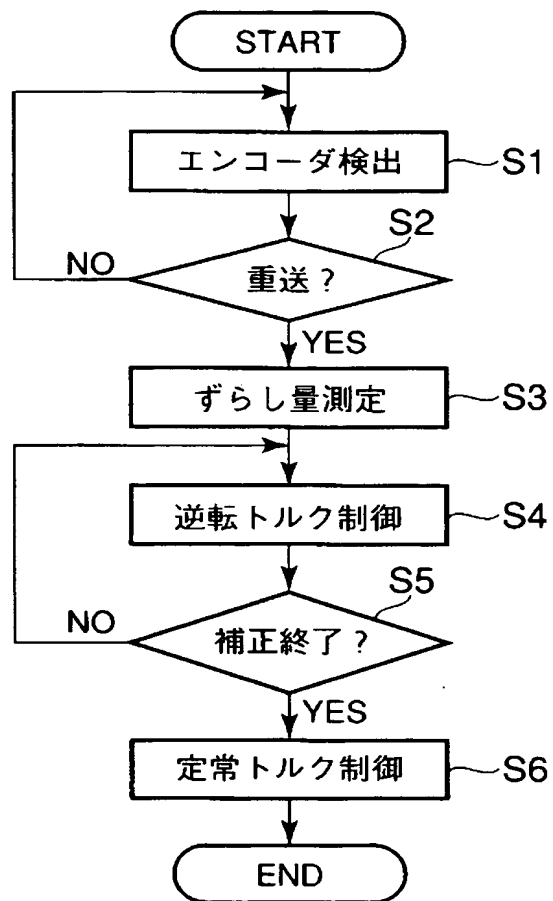 START
エンコーダ検出
S1
S2
重送?
NO
YES
ずらし量測定
S3
逆転トルク制御
S4
S5
補正終了?
NO
YES
定常トルク制御
S6
END